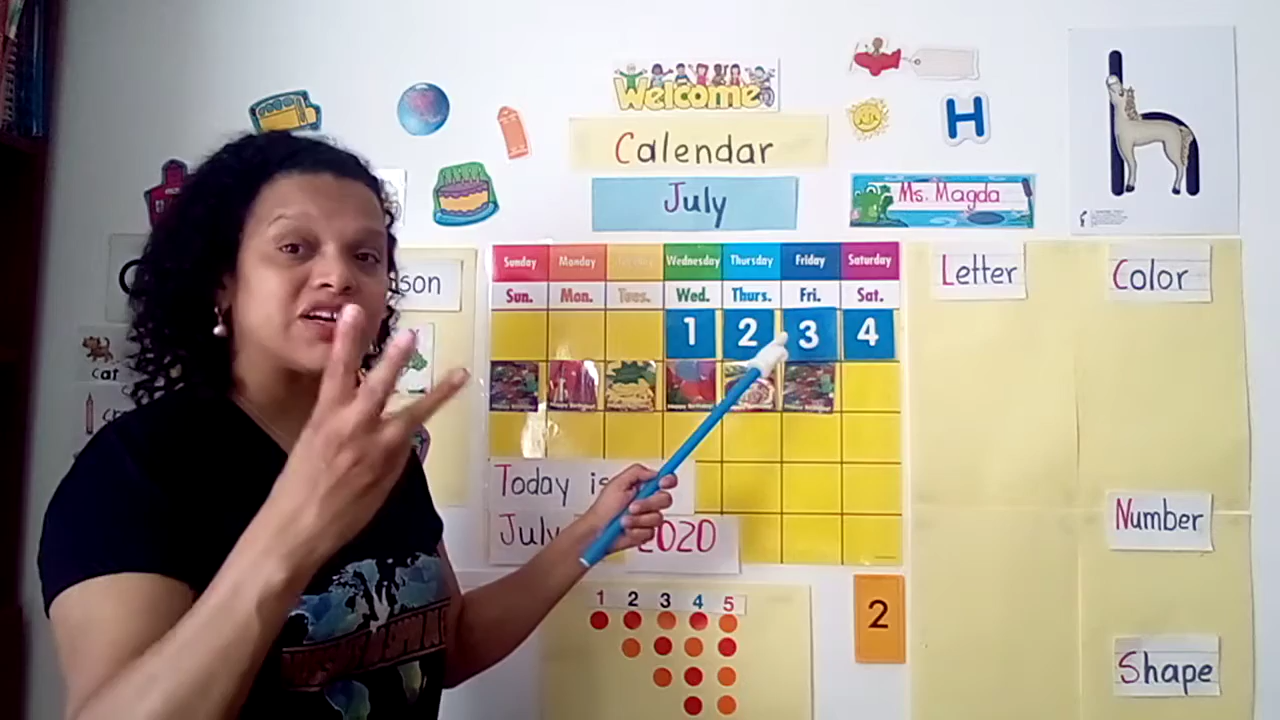 Welcome
Calendar
July
H
Ms. Magda
h
son
Sunday Monday Tuesday Wednesday Thursday Friday Saturday
Sun. Mon. Tues. Wed. Thurs. Fri. Sat.
1 2 3 4
Letter
Color
cat
Today is
July 2020
Number
1 2 3 4 5
2
Shape